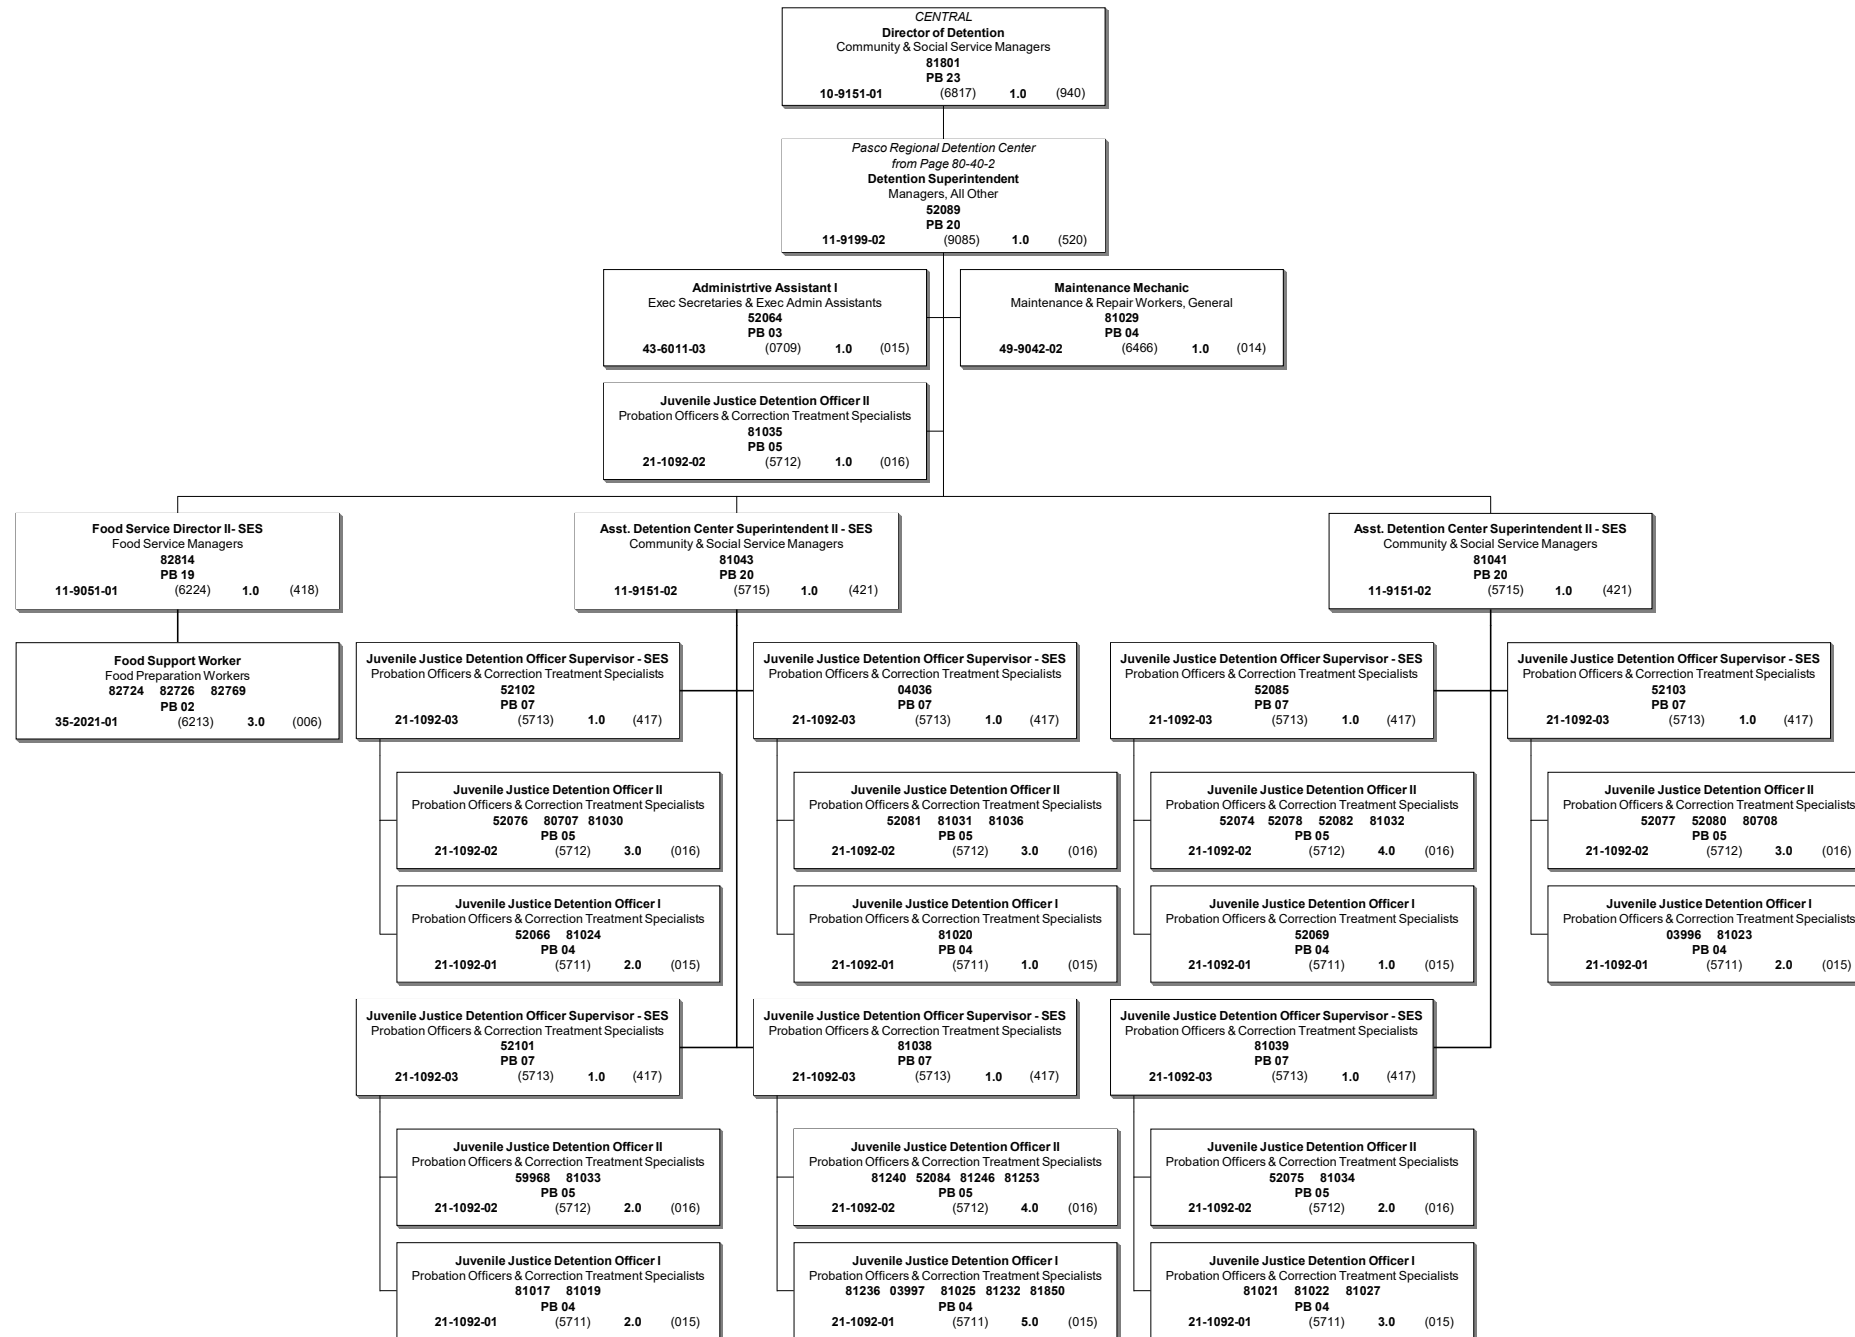 CENTRAL
Director of Detention
Community & Social Service Managers
81801
PB 23
10-9151-01 (6817) 1.0 (940)
Pasco Regional Detention Center
from Page 80-40-2
Detention Superintendent
Managers, All Other
52089
PB 20
11-9199-02 (9085) 1.0 (520)
Administrtive Assistant I
Exec Secretaries & Exec Admin Assistants
52064
PB 03
43-6011-03 (0709) 1.0 (015)
Maintenance Mechanic
Maintenance & Repair Workers, General
81029
PB 04
49-9042-02 (6466) 1.0 (014)
Juvenile Justice Detention Officer II
Probation Officers & Correction Treatment Specialists
81035
PB 05
21-1092-02 (5712) 1.0 (016)
Food Service Director II- SES
Food Service Managers
82814
PB 19
11-9051-01 (6224) 1.0 (418)
Asst. Detention Center Superintendent II - SES
Community & Social Service Managers
81043
PB 20
11-9151-02 (5715) 1.0 (421)
Asst. Detention Center Superintendent II - SES
Community & Social Service Managers
81041
PB 20
11-9151-02 (5715) 1.0 (421)
Food Support Worker
Food Preparation Workers
82724 82726 82769
PB 02
35-2021-01 (6213) 3.0 (006)
Juvenile Justice Detention Officer Supervisor - SES
Probation Officers & Correction Treatment Specialists
52102
PB 07
21-1092-03 (5713) 1.0 (417)
Juvenile Justice Detention Officer Supervisor - SES
Probation Officers & Correction Treatment Specialists
04036
PB 07
21-1092-03 (5713) 1.0 (417)
Juvenile Justice Detention Officer Supervisor - SES
Probation Officers & Correction Treatment Specialists
52085
PB 07
21-1092-03 (5713) 1.0 (417)
Juvenile Justice Detention Officer Supervisor - SES
Probation Officers & Correction Treatment Specialists
52103
PB 07
21-1092-03 (5713) 1.0 (417)
Juvenile Justice Detention Officer II
Probation Officers & Correction Treatment Specialists
52076 80707 81030
PB 05
21-1092-02 (5712) 3.0 (016)
Juvenile Justice Detention Officer II
Probation Officers & Correction Treatment Specialists
52081 81031 81036
PB 05
21-1092-02 (5712) 3.0 (016)
Juvenile Justice Detention Officer II
Probation Officers & Correction Treatment Specialists
52074 52078 52082 81032
PB 05
21-1092-02 (5712) 4.0 (016)
Juvenile Justice Detention Officer II
Probation Officers & Correction Treatment Specialists
52077 52080 80708
PB 05
21-1092-02 (5712) 3.0 (016)
Juvenile Justice Detention Officer I
Probation Officers & Correction Treatment Specialists
52066 81024
PB 04
21-1092-01 (5711) 2.0 (015)
Juvenile Justice Detention Officer I
Probation Officers & Correction Treatment Specialists
81020
PB 04
21-1092-01 (5711) 1.0 (015)
Juvenile Justice Detention Officer I
Probation Officers & Correction Treatment Specialists
52069
PB 04
21-1092-01 (5711) 1.0 (015)
Juvenile Justice Detention Officer I
Probation Officers & Correction Treatment Specialists
03996 81023
PB 04
21-1092-01 (5711) 2.0 (015)
Juvenile Justice Detention Officer Supervisor - SES
Probation Officers & Correction Treatment Specialists
52101
PB 07
21-1092-03 (5713) 1.0 (417)
Juvenile Justice Detention Officer Supervisor - SES
Probation Officers & Correction Treatment Specialists
81038
PB 07
21-1092-03 (5713) 1.0 (417)
Juvenile Justice Detention Officer Supervisor - SES
Probation Officers & Correction Treatment Specialists
81039
PB 07
21-1092-03 (5713) 1.0 (417)
Juvenile Justice Detention Officer II
Probation Officers & Correction Treatment Specialists
59968 81033
PB 05
21-1092-02 (5712) 2.0 (016)
Juvenile Justice Detention Officer II
Probation Officers & Correction Treatment Specialists
81240 52084 81246 81253
PB 05
21-1092-02 (5712) 4.0 (016)
Juvenile Justice Detention Officer II
Probation Officers & Correction Treatment Specialists
52075 81034
PB 05
21-1092-02 (5712) 2.0 (016)
Juvenile Justice Detention Officer I
Probation Officers & Correction Treatment Specialists
81017 81019
PB 04
21-1092-01 (5711) 2.0 (015)
Juvenile Justice Detention Officer I
Probation Officers & Correction Treatment Specialists
81236 03997 81025 81232 81850
PB 04
21-1092-01 (5711) 5.0 (015)
Juvenile Justice Detention Officer I
Probation Officers & Correction Treatment Specialists
81021 81022 81027
PB 04
21-1092-01 (5711) 3.0 (015)